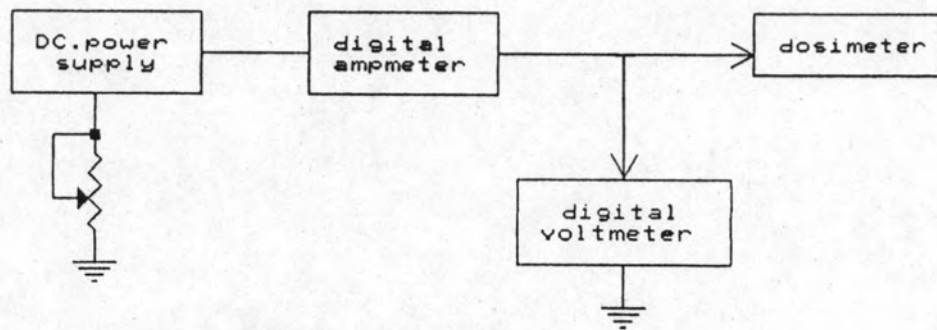 DC.power
supply
digital
ampmeter
dosimeter
digital
voltmeter